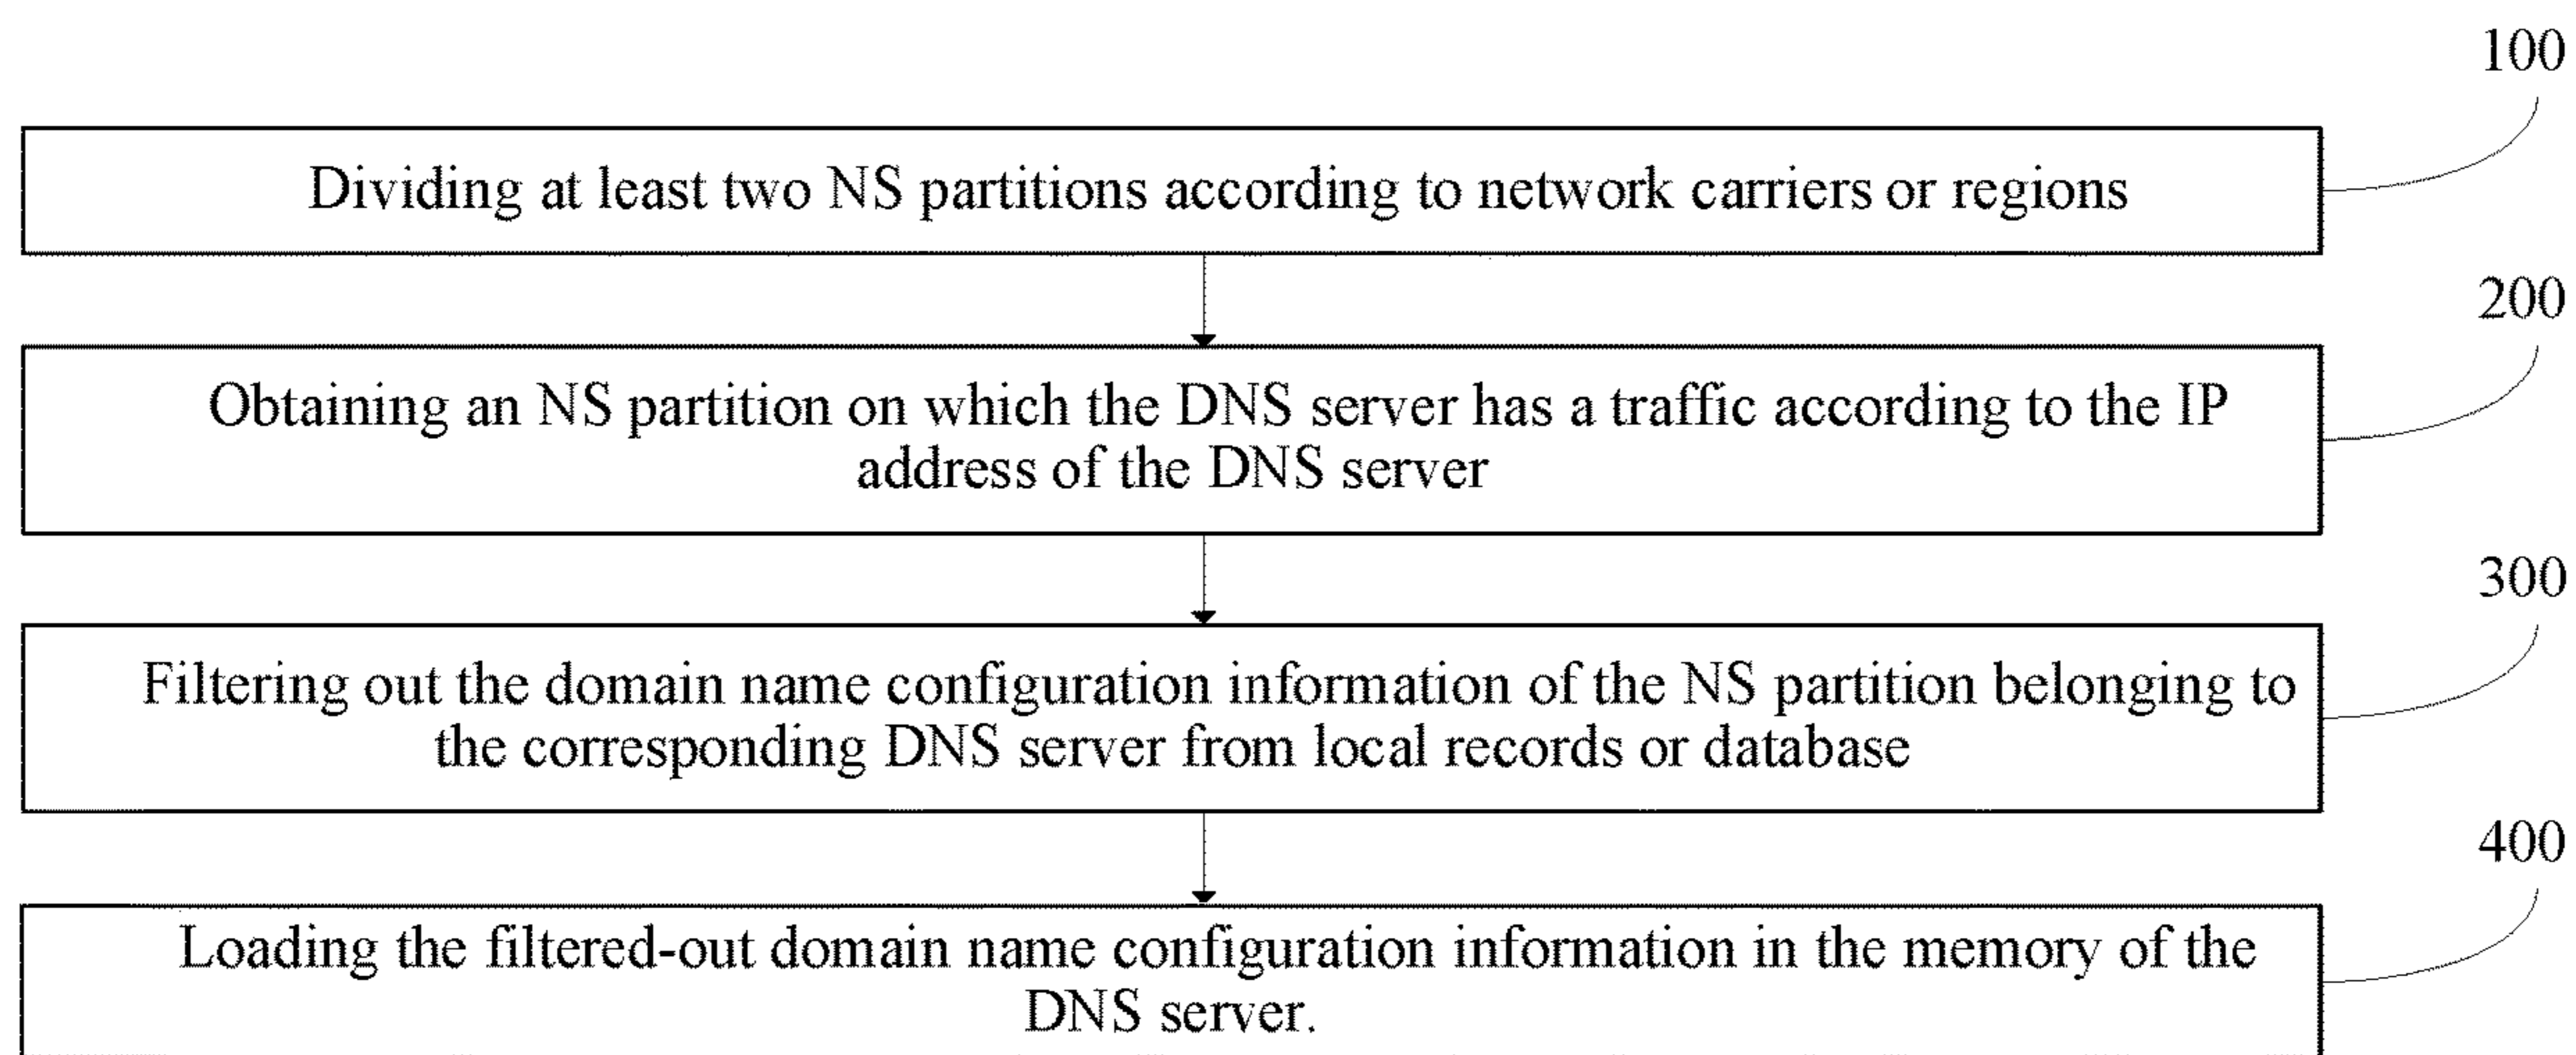 100
Dividing at least two NS partitions according to network carriers or regions
200
Obtaining an NS partition on which the DNS server has a traffic according to the IP
address of the DNS server
300
Filtering out the domain name configuration information of the NS partition belonging to
the corresponding DNS server from local records or database
400
Loading the filtered-out domain name configuration information in the memory of the
DNS server.